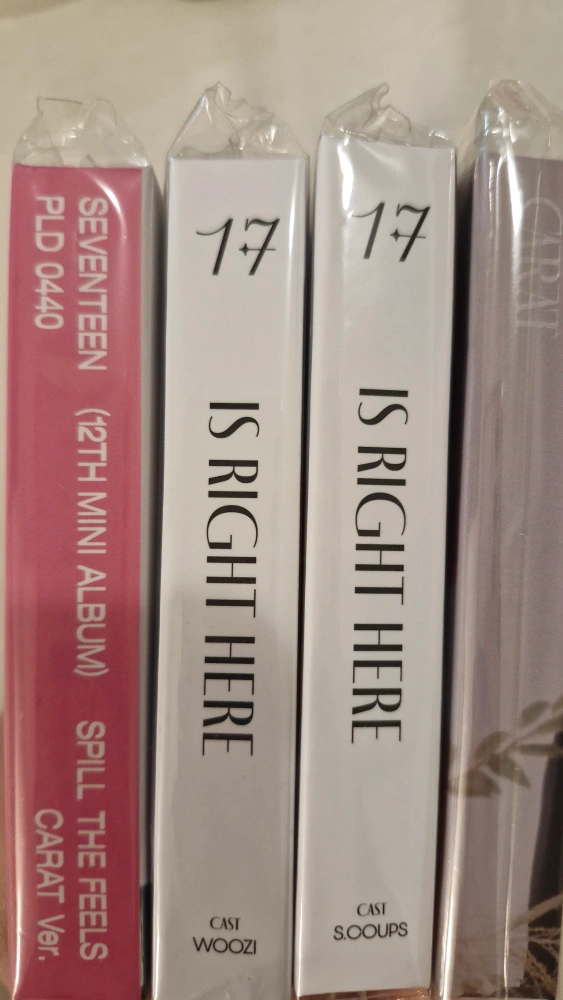 SEVENTEEN (12TH MINI ALBUM) SPILL THE FEELS
PLD 0440 CARAT Ver.
17
IS RIGHT HERE
CAST
WOOZI
17
IS RIGHT HERE
CAST
S.COUPS
CARAT